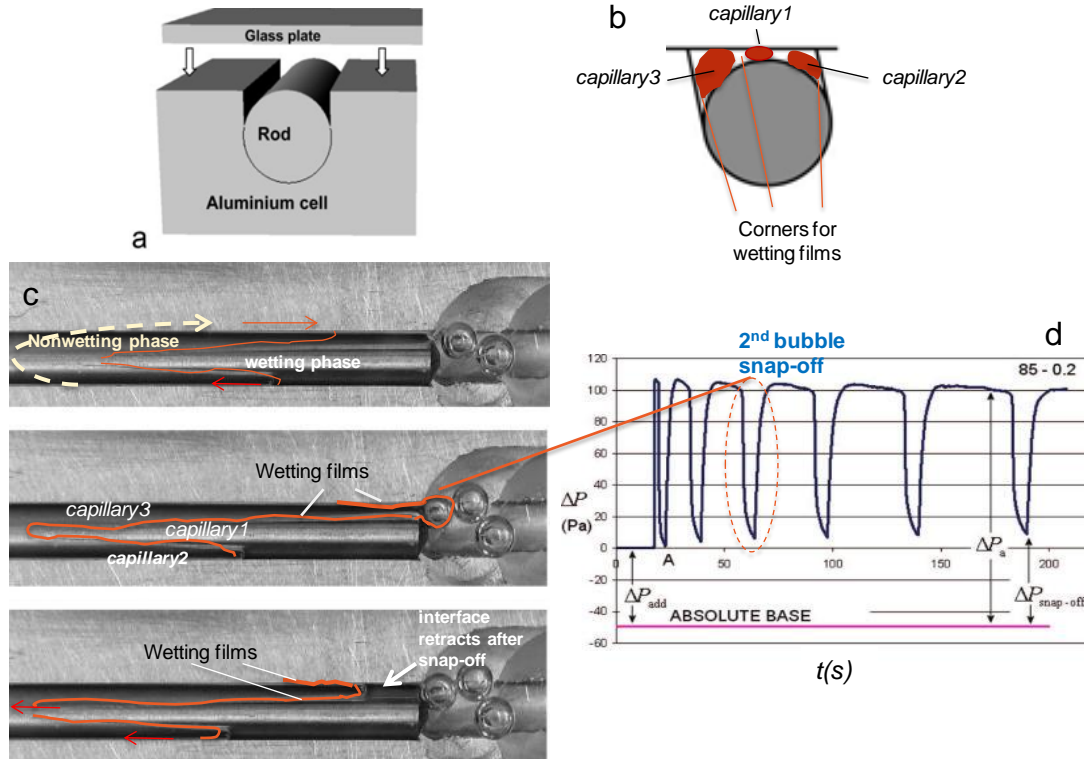 Glass plate
Rod
Aluminium cell
a
b
capillary1
capillary3
capillary2
Corners for
wetting films
c
Nonwetting phase
wetting phase
Wetting films
capillary3
capillary1
capillary2
interface
retracts after
snap-off
Wetting films
d
2nd bubble
snap-off
85 - 0.2
120
100
80
60
40
20
0
-20
-40
-60
ΔP
(Pa)
A
50
100
150
200
ΔPadd
ΔPa
ΔPsnap-off
ABSOLUTE BASE
t(s)